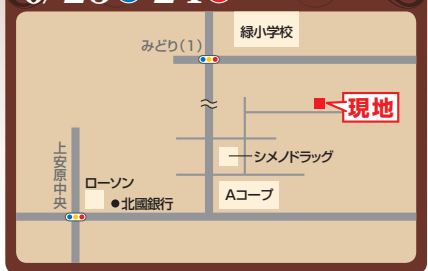 緑小学校
みどり(1)
現地
シメノドラッグ
上安原中央
ローソン
●北國銀行
Aコープ